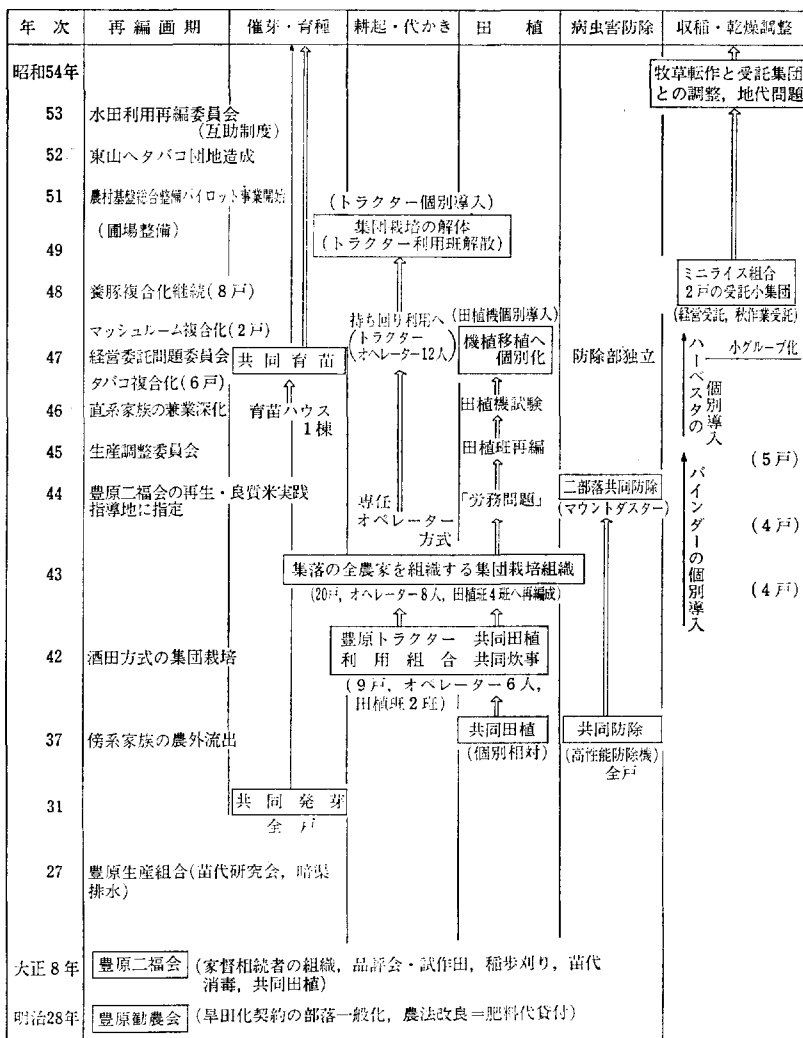 年次 再編画期 催芽・育種 耕起・代かき 田植 病虫害防除 収稲・乾燥調整
昭和54年
牧草転作と受託集団
との調整，地代問題
53 水田利用再編委員会
(互助制度)
52 東山へタバコ団地造成
51 農村基盤総合整備パイロット事業開始
(圃場整備)
(トラクター個別導入)
集団栽培の解体
(トラクター利用班解散)
49
48 養豚複合化継続(8戸)
持ち回り利用へ
(トラクター
オペレーター12人)
(田植機個別導入)
機植移植へ
個別化
ミニライス組合
2戸の受託小集団
(経営受託，秋作業受託)
マッシュルーム複合化(2戸)
47 経営委託問題委員会
共同育苗
防除部独立
小グループ化
ハーベスタの
個別導入
タバコ複合化(6戸)
46 直系家族の兼業深化
育苗ハウス
1棟
田植機試験
45 生産調整委員会
田植班再編
(5戸)
44 豊原二福会の再生・良質米実践
指導地に指定
専任
オペレーター
方式
「労務問題」
二部落共同防除
(マウントダスター)
バインダーの個別導入
(4戸)
(4戸)
43
集落の全農家を組織する集団栽培組織
(20戸，オペレーター8人，田植班4班へ再編成)
42 酒田方式の集団栽培
豊原トラクター 共同田植
利用組合 共同炊事
(9戸，オペレーター6人，
田植班2班)
37 傍系家族の農外流出
共同田植
(個別相対)
共同防除
(高性能防除機)
全戸
31
共同発芽
全戸
27 豊原生産組合(苗代研究会，暗渠
排水)
大正8年 豊原二福会 (家督相続者の組織，品評会・試作田，稲歩刈り，苗代
消毒，共同田植)
明治28年 豊原勧農会 (旱田化契約の部落一般化，農法改良＝肥料代貸付)